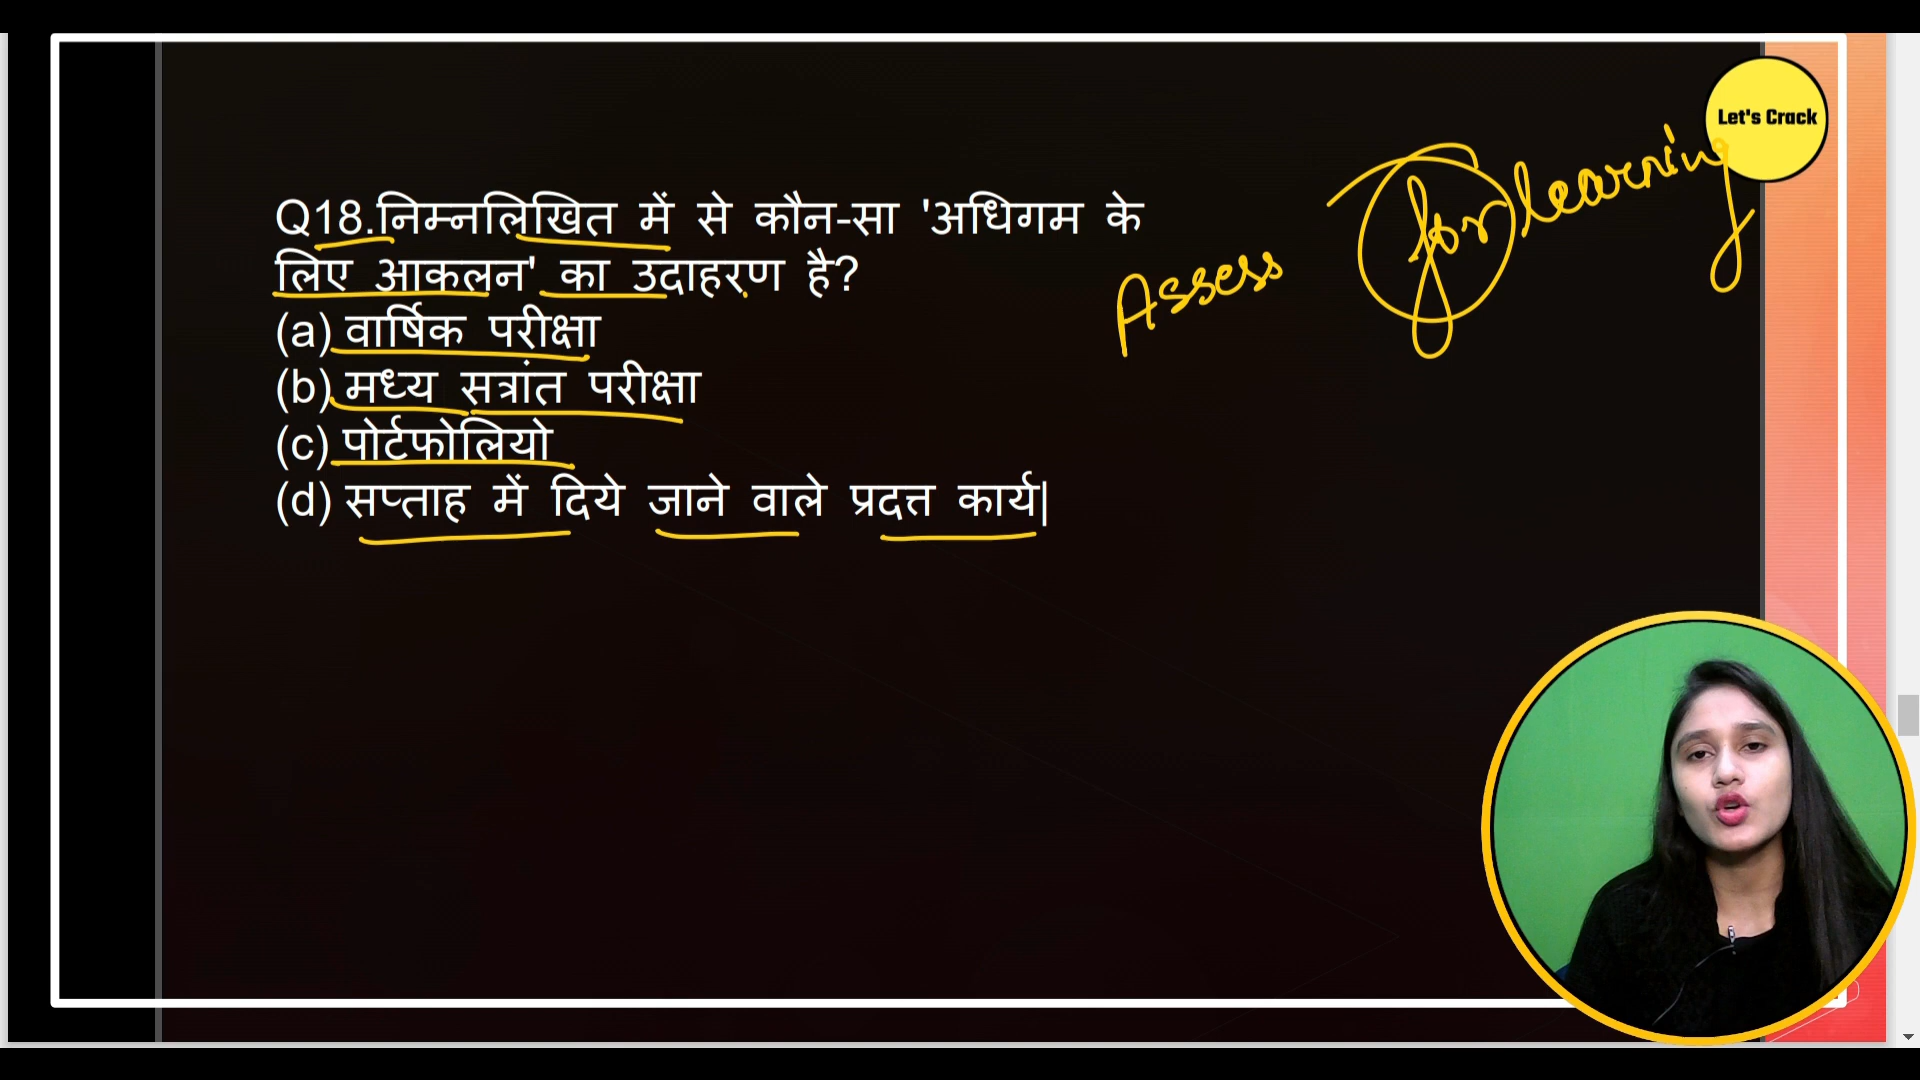 Let's Crack
Q18.निम्नलिखित में से कौन-सा 'अधिगम के
लिए आकलन' का उदाहरण है?
(a) वार्षिक परीक्षा
(b) मध्य सत्रांत परीक्षा
(c) पोर्टफोलियो
(d) सप्ताह में दिये जाने वाले प्रदत्त कार्य|
Assess for learning